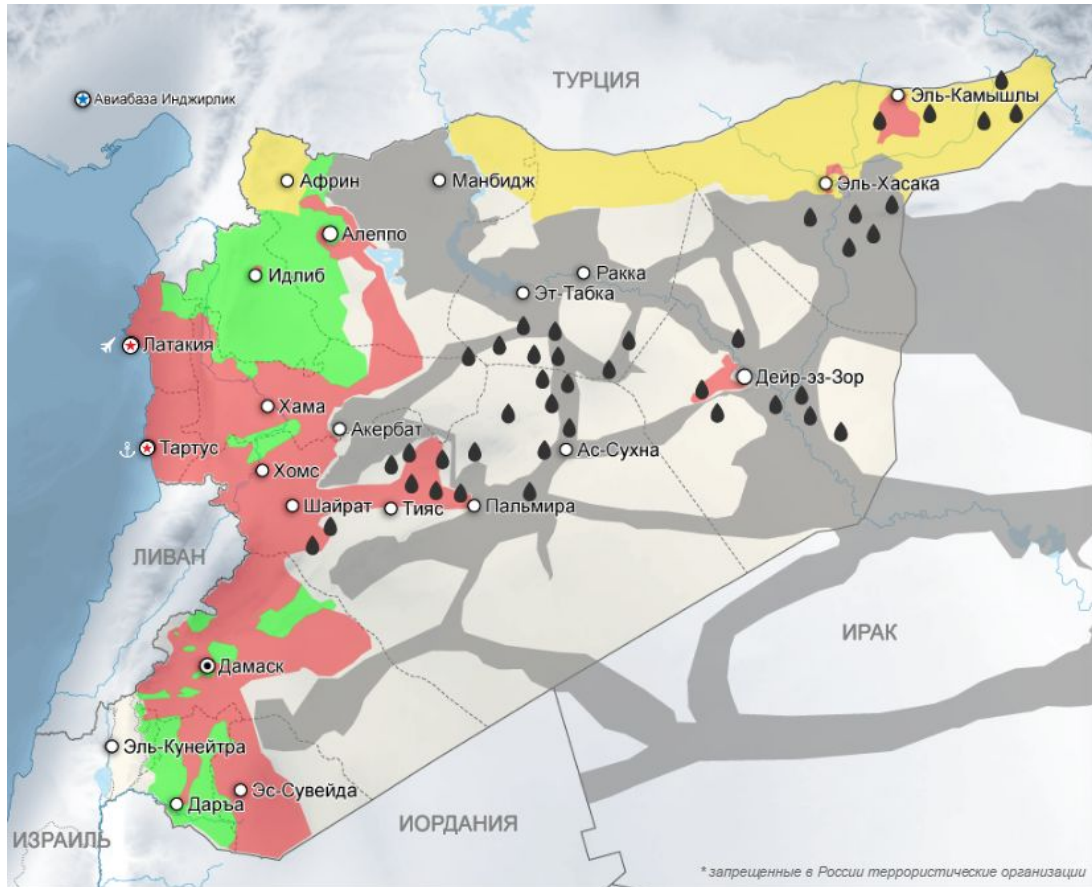 ТУРЦИЯ
Авиабаза Инджирлик
Эль-Камышлы
Африн
Манбидж
Эль-Хасака
Алеппо
Идлиб
Ракка
Эт-Табка
Латакия
Дейр-эз-Зор
Хама
Акербат
Тартус
Ас-Сухна
Хомс
Шайрат
Тияс
Пальмира
ЛИВАН
ИРАК
Дамаск
Эль-Кунейтра
Эс-Сувейда
Даръа
ИОРДАНИЯ
ИЗРАИЛЬ
* запрещенные в России террористические организации